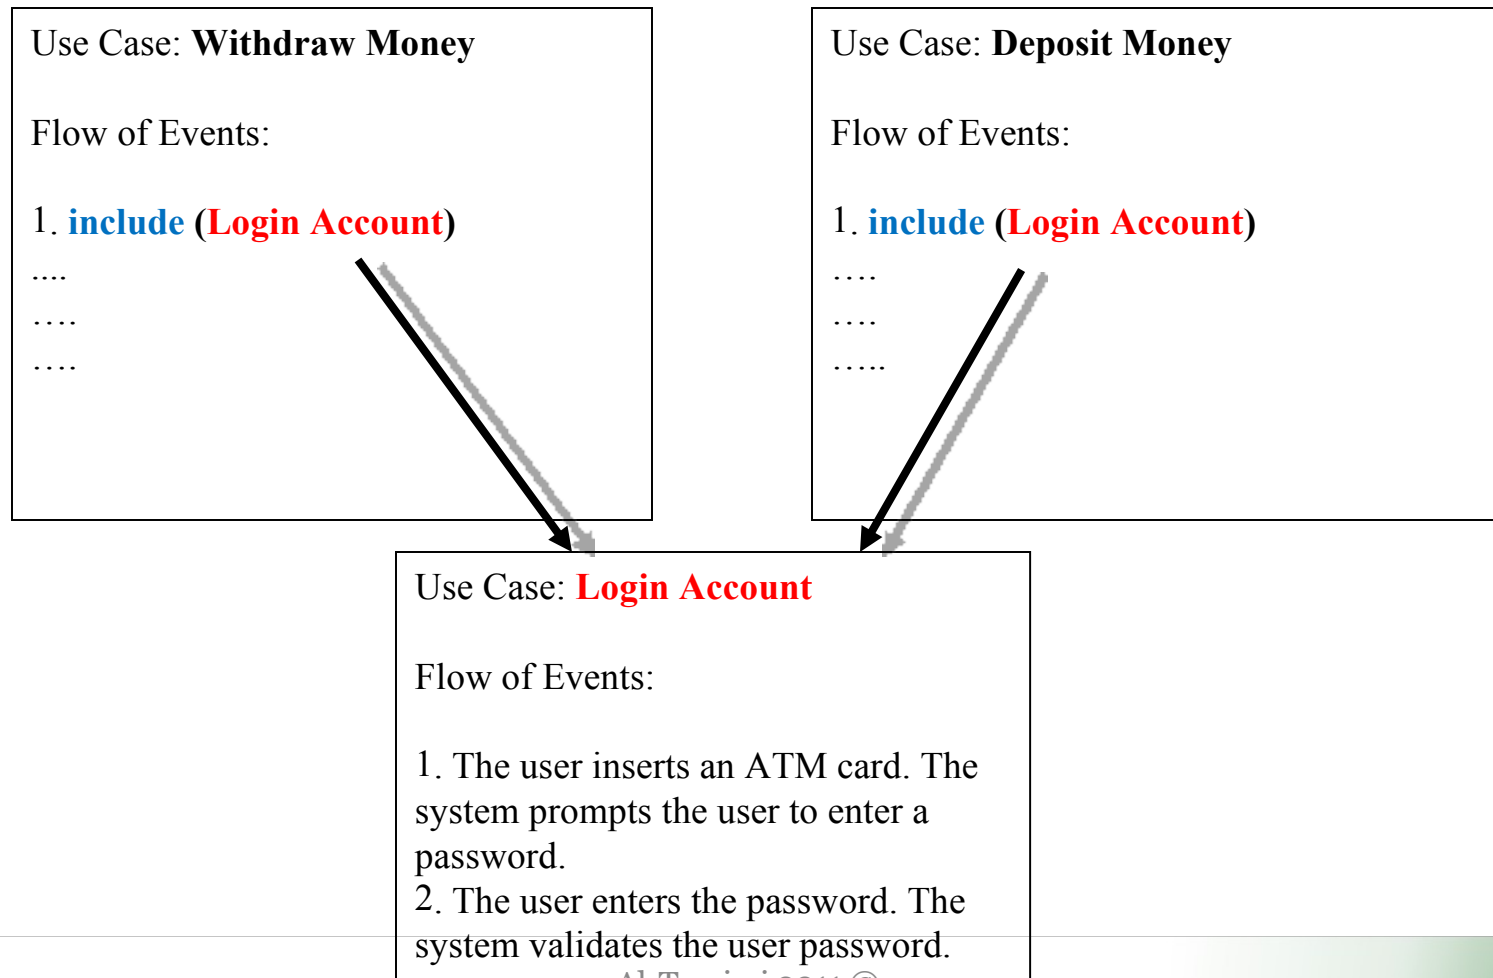 Use Case: Withdraw Money
Flow of Events:
1. include (Login Account)
....
....
....
Use Case: Deposit Money
Flow of Events:
1. include (Login Account)
....
....
.....
Use Case: Login Account
Flow of Events:
1. The user inserts an ATM card. The
system prompts the user to enter a
password.
2. The user enters the password. The
system validates the user password.